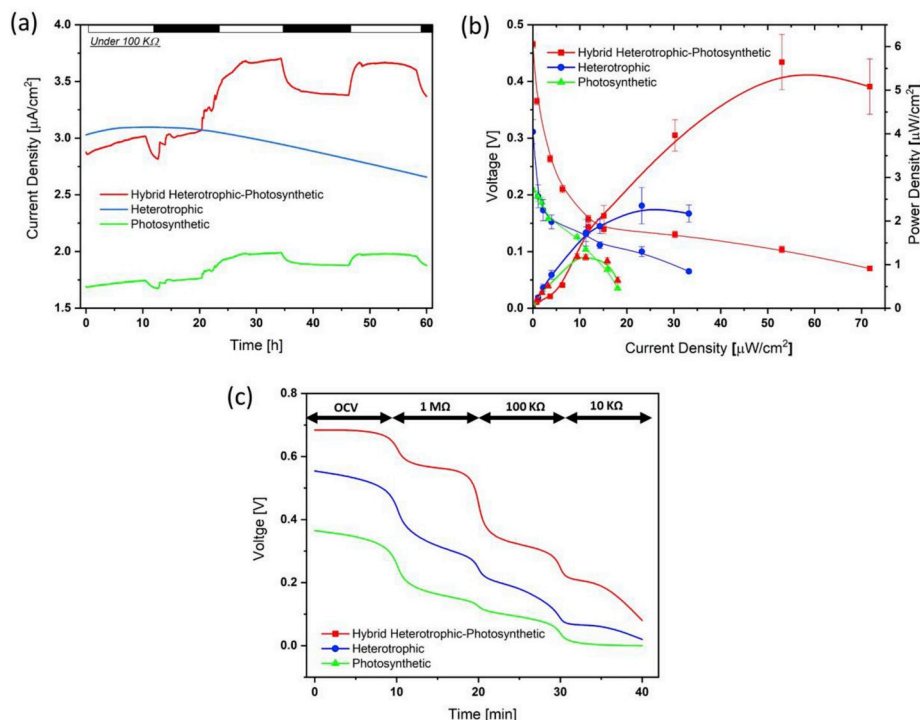 (a)
Under 100 KΩ
4.0
3.5
3.0
2.5
2.0
1.5
Current Density [µA/cm²]
Hybrid Heterotrophic-Photosynthetic
Heterotrophic
Photosynthetic
0
10
20
30
40
50
60
Time [h]
(b)
0.5
0.4
0.3
0.2
0.1
0.0
Voltage [V]
Hybrid Heterotrophic-Photosynthetic
Heterotrophic
Photosynthetic
6
5
4
3
2
1
0
Power Density [µW/cm²]
0
10
20
30
40
50
60
70
80
Current Density [µW/cm²]
(c)
OCV
1 MΩ
100 KΩ
10 KΩ
0.8
0.6
0.4
0.2
0.0
Voltge [V]
Hybrid Heterotrophic-Photosynthetic
Heterotrophic
Photosynthetic
0
10
20
30
40
Time [min]